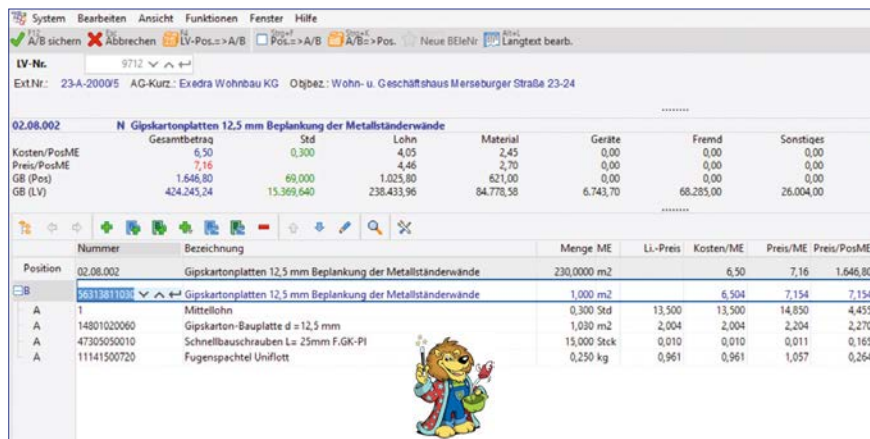 System Bearbeiten Ansicht Funktionen Fenster Hilfe
F12 Esc F4 Strg+F Strg+K Alt+L
A/B sichern Abbrechen LV-Pos.=>A/B Pos.=>A/B A/B=>Pos. Neue BEleNr Langtext bearb.
LV-Nr. 9712
Ext.Nr.: 23-A-2000/5 AG-Kurz.: Exedra Wohnbau KG Objbez.: Wohn- u. Geschäftshaus Merseburger Straße 23-24
02.08.002 N Gipskartonplatten 12,5 mm Beplankung der Metallständerwände
Gesamtbetrag Std Lohn Material Geräte Fremd Sonstiges
Kosten/PosME 6,50 0,300 4,05 2,45 0,00 0,00 0,00
Preis/PosME 7,16 4,46 2,70 0,00 0,00 0,00
GB (Pos) 1.646,80 69,000 1.025,80 621,00 0,00 0,00 0,00
GB (LV) 424.245,24 15.369,640 238.433,96 84.778,58 6.743,70 68.285,00 26.004,00
Nummer Bezeichnung Menge ME Li.-Preis Kosten/ME Preis/ME Preis/PosME
Position 02.08.002 Gipskartonplatten 12,5 mm Beplankung der Metallständerwände 230,0000 m2 6,50 7,16 1.646,80
B 56313811030 Gipskartonplatten 12,5 mm Beplankung der Metallständerwände 1,000 m2 6,504 7,154 7,154
A 1 Mittellohn 0,300 Std 13,500 13,500 14,850 4,455
A 14801020060 Gipskarton-Bauplatte d =12,5 mm 1,030 m2 2,004 2,004 2,204 2,270
A 47305050010 Schnellbauschrauben L= 25mm F.GK-Pl 15,000 Stck 0,010 0,010 0,011 0,165
A 11141500720 Fugenspachtel Uniflott 0,250 kg 0,961 0,961 1,057 0,264